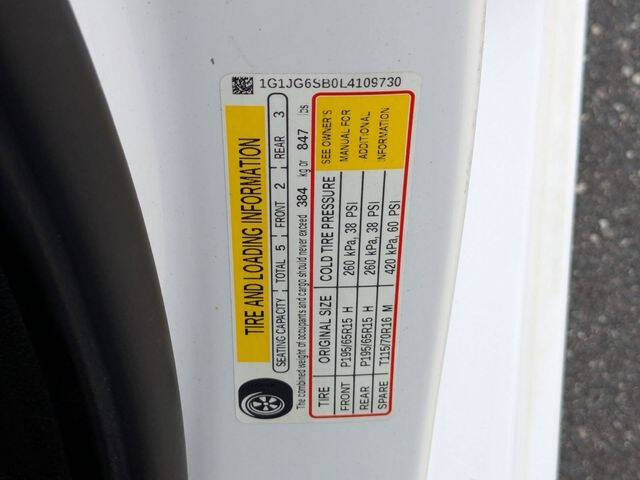 1G1JG6SB0L4109730
TIRE AND LOADING INFORMATION
SEATING CAPACITY | TOTAL 5 | FRONT 2 | REAR 3
The combined weight of occupants and cargo should never exceed 384 kg or 847 lbs
TIRE ORIGINAL SIZE COLD TIRE PRESSURE SEE OWNER'S
FRONT P195/65R15 H 260 kPa, 38 PSI MANUAL FOR
REAR P195/65R15 H 260 kPa, 38 PSI ADDITIONAL
SPARE T115/70R16 M 420 kPa, 60 PSI INFORMATION